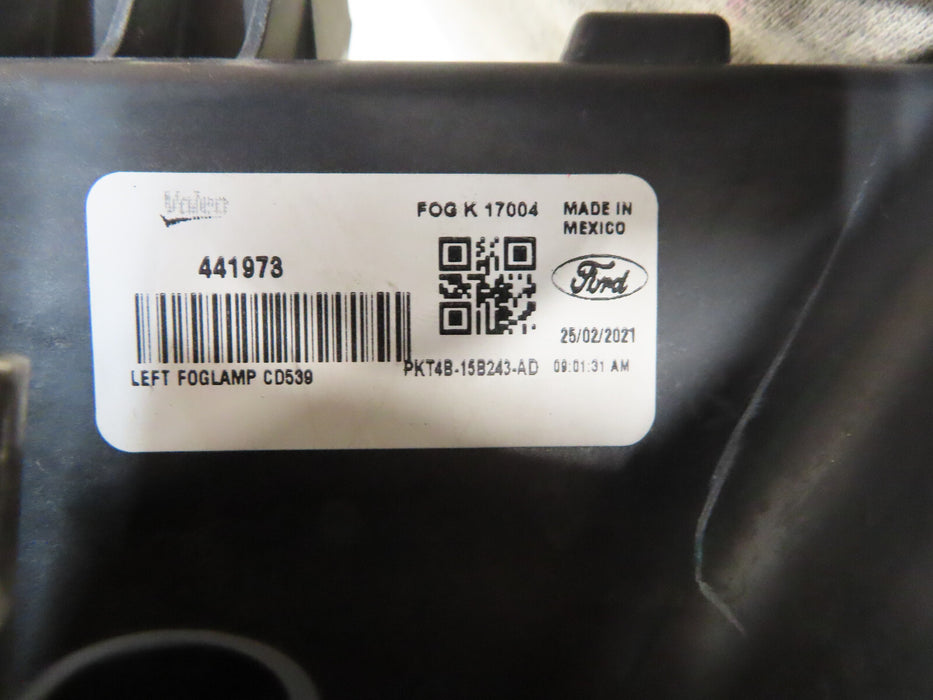 Valeo
FOG K 17004
MADE IN
MEXICO
441973
Ford
25/02/2021
PKT4B-15B243-AD
09:01:31 AM
LEFT FOGLAMP CD539